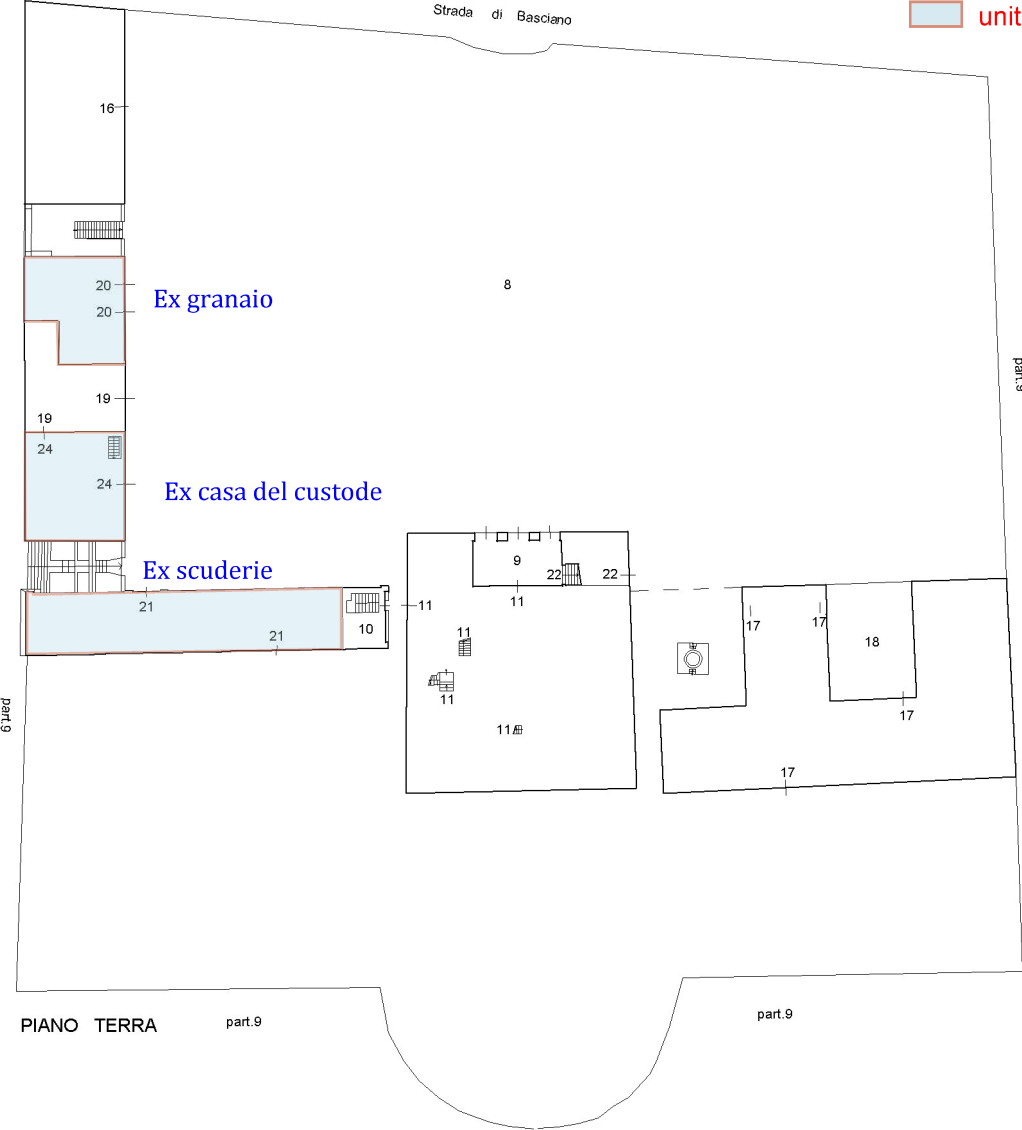 Strada di Basciano
unit
16
8
20
Ex granaio
20
part.9
19
19
24
24
Ex casa del custode
9
22
22
Ex scuderie
11
21
11
10
17
17
11
21
18
11
part.9
17
11
17
PIANO TERRA
part.9
part.9